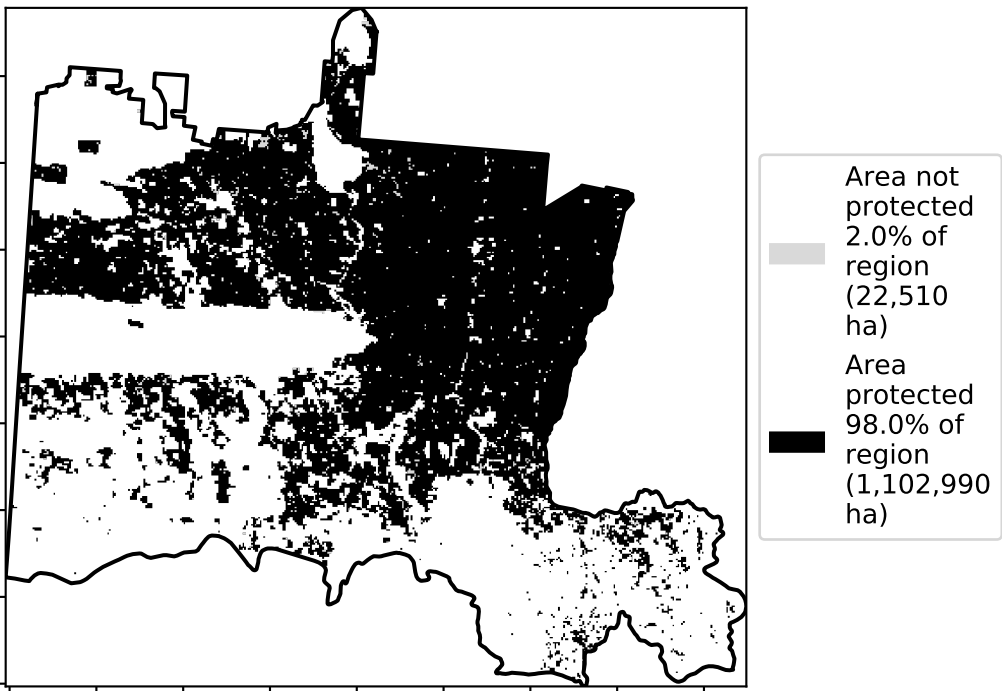 Area not
protected
2.0% of
region
(22,510
ha)
Area
protected
98.0% of
region
(1,102,990
ha)